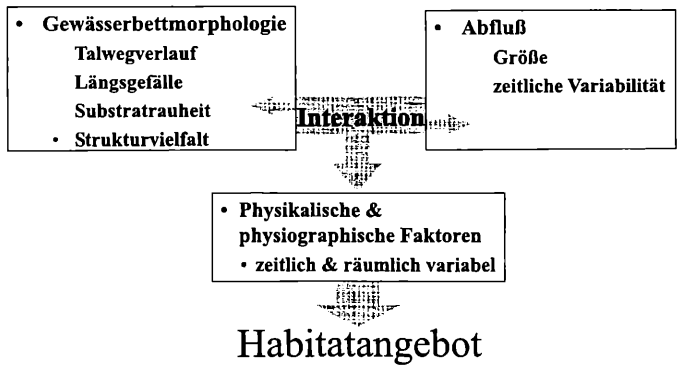 • Gewässerbettmorphologie
Talwegverlauf
Längsgefälle
Substratrauheit
• Strukturvielfalt
• Abfluß
Größe
zeitliche Variabilität
Interaktion
• Physikalische &
physiographische Faktoren
• zeitlich & räumlich variabel
Habitatangebot